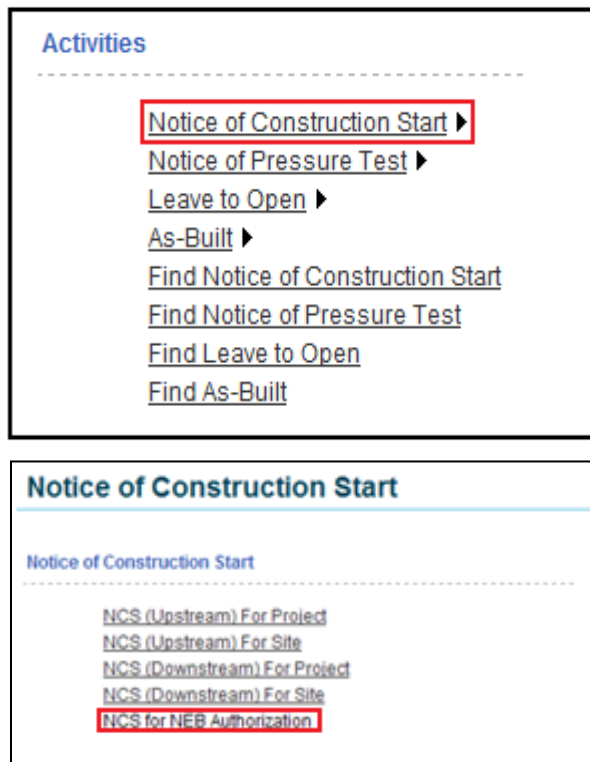 Activities
Notice of Construction Start
Notice of Pressure Test
Leave to Open
As-Built
Find Notice of Construction Start
Find Notice of Pressure Test
Find Leave to Open
Find As-Built
Notice of Construction Start
Notice of Construction Start
NCS (Upstream) For Project
NCS (Upstream) For Site
NCS (Downstream) For Project
NCS (Downstream) For Site
NCS for NEB Authorization